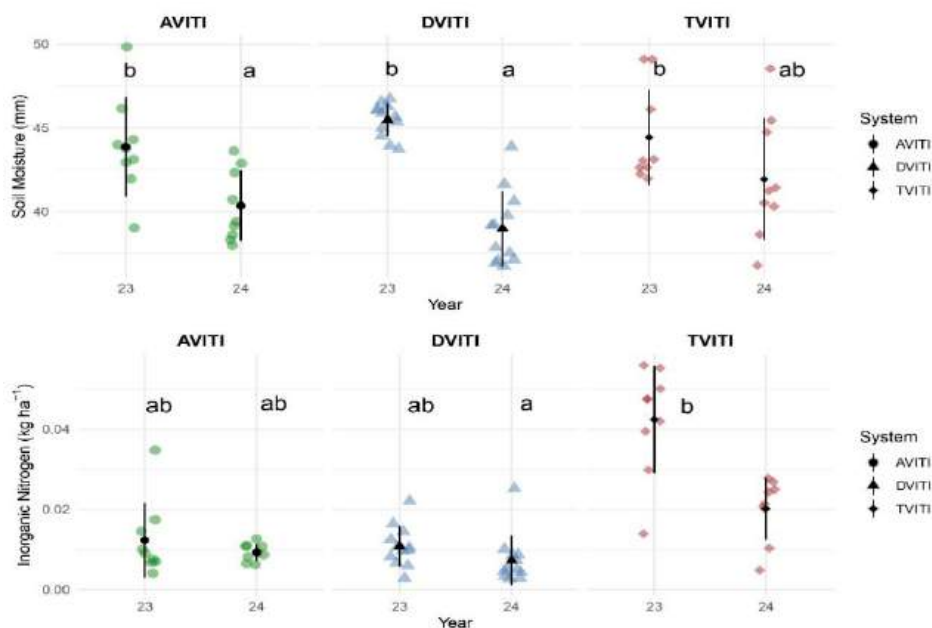 AVITI DVITI TVITI
50
b a b a b ab
45
40
Soil Moisture (mm)
23 24 23 24 23 24
Year
System
AVITI
DVITI
TVITI
AVITI DVITI TVITI
ab ab ab a b
0.04
0.02
0.00
Inorganic Nitrogen (kg ha⁻¹)
23 24 23 24 23 24
Year
System
AVITI
DVITI
TVITI